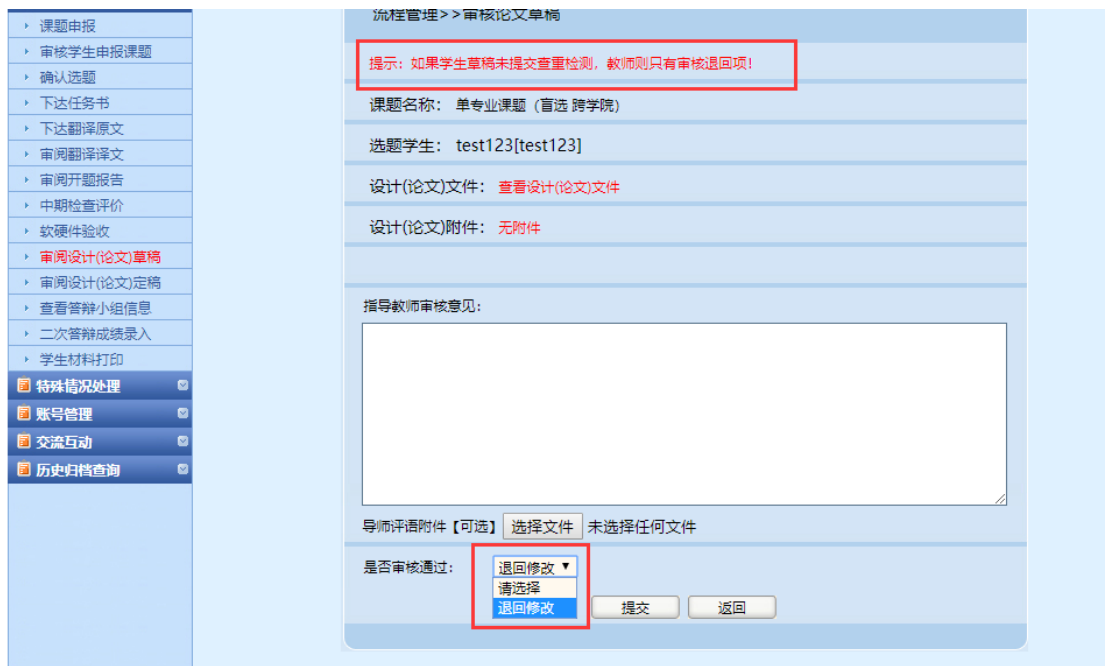 课题申报
审核学生申报课题
确认选题
下达任务书
下达翻译原文
审阅翻译译文
审阅开题报告
中期检查评价
软硬件验收
审阅设计(论文)草稿
审阅设计(论文)定稿
查看答辩小组信息
二次答辩成绩录入
学生材料打印
特殊情况处理
账号管理
交流互动
历史归档查询
流程管理>>审核论文草稿
提示：如果学生草稿未提交查重检测，教师则只有审核退回项！
课题名称： 单专业课题（盲选 跨学院）
选题学生： test123[test123]
设计(论文)文件： 查看设计(论文)文件
设计(论文)附件： 无附件
指导教师审核意见：
导师评语附件【可选】 选择文件 未选择任何文件
是否审核通过： 退回修改
请选择
退回修改 提交 返回